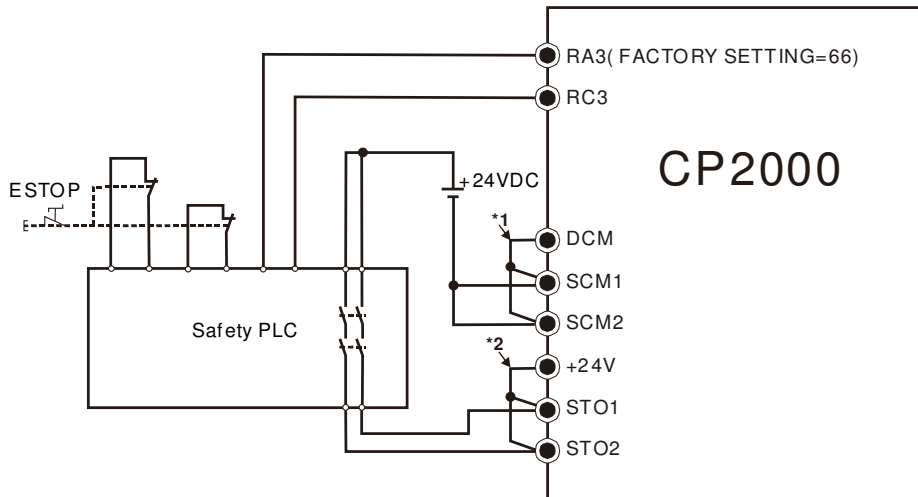 RA3( FACTORY SETTING=66)
RC3
CP2000
ESTOP
+24VDC
*1
DCM
SCM1
Safety PLC
SCM2
*2
+24V
STO1
STO2